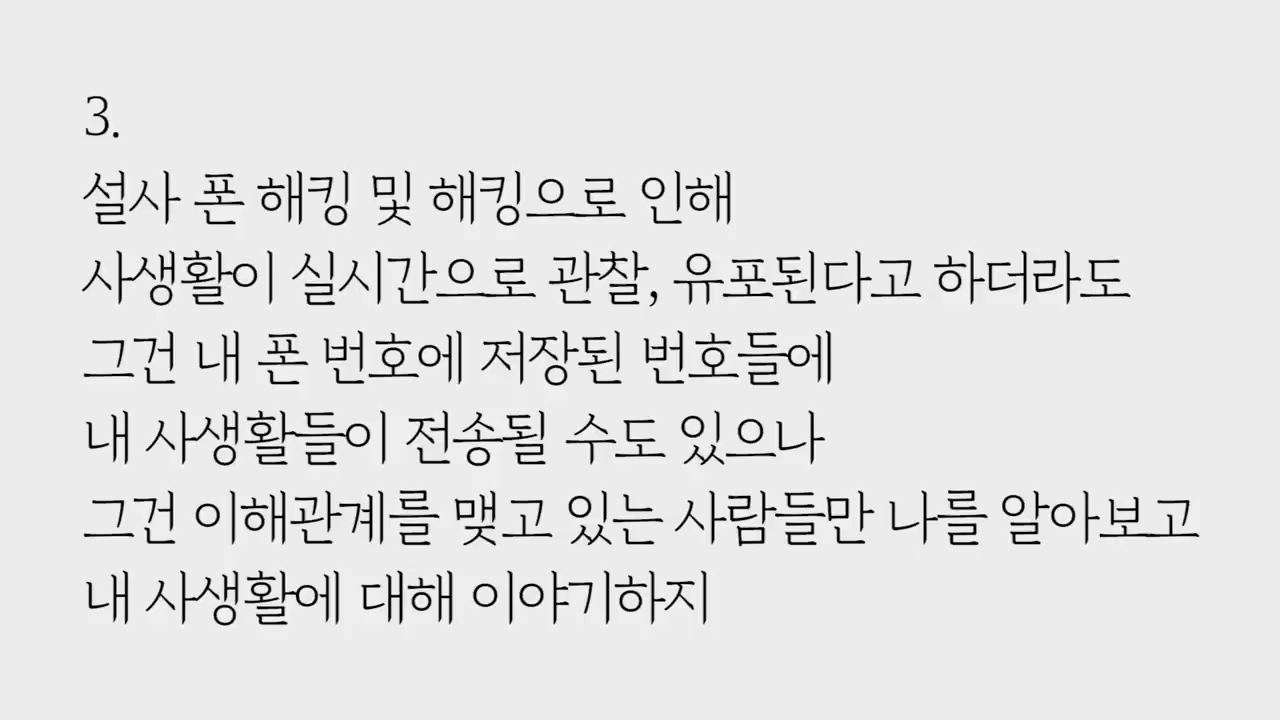 3.
설사 폰 해킹 및 해킹으로 인해
사생활이 실시간으로 관찰, 유포된다고 하더라도
그건 내 폰 번호에 저장된 번호들에
내 사생활들이 전송될 수도 있으나
그건 이해관계를 맺고 있는 사람들만 나를 알아보고
내 사생활에 대해 이야기하지